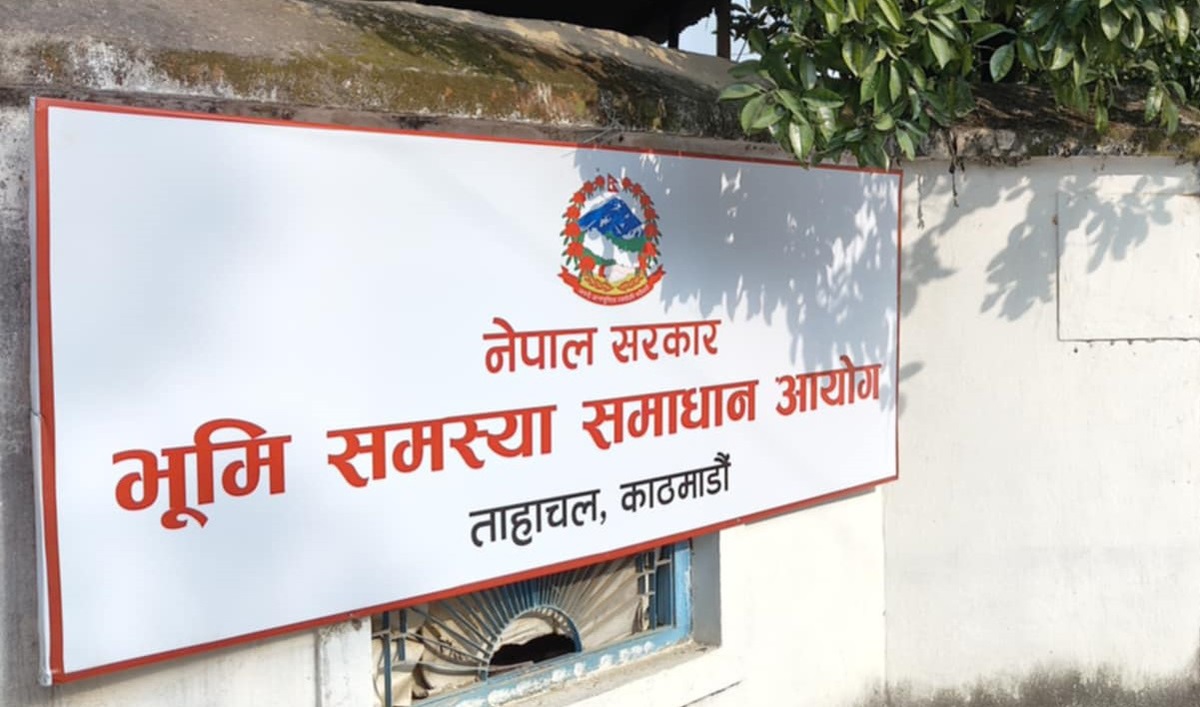 नेपाल सरकार
भूमि समस्या समाधान आयोग
ताहाचल, काठमाडौं